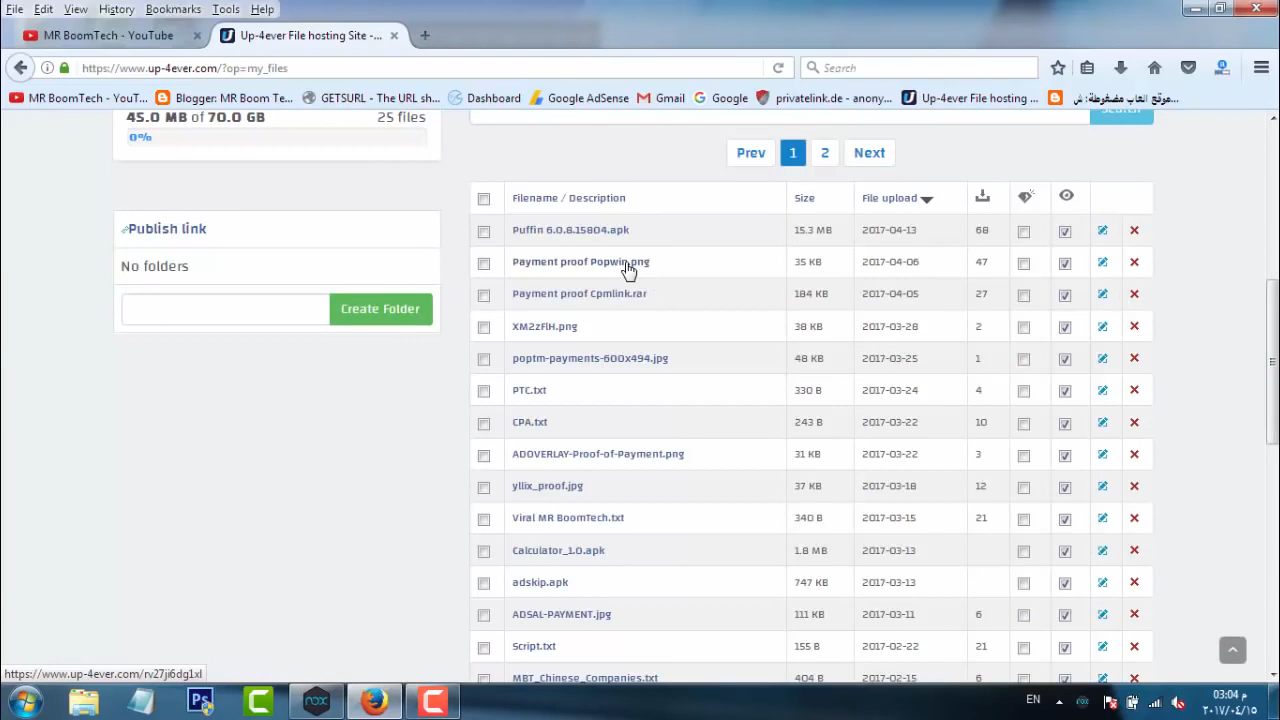 File Edit View History Bookmarks Tools Help
MR BoomTech - YouTube
Up-4ever File hosting Site -...
https://www.up-4ever.com/?op=my_files
Search
MR BoomTech - YouT...
Blogger: MR Boom Te...
GETSURL - The URL sh...
Dashboard
Google AdSense
Gmail
Google
privatelink.de - anony...
Up-4ever File hosting ...
موقع العاب مضغوطة: ش...
45.0 MB of 70.0 GB 25 files
0%
Search
Prev 1 2 Next
Publish link
No folders
Create Folder
Filename / Description Size File upload
Puffin 6.0.8.15804.apk 15.3 MB 2017-04-13 68
Payment proof Popwin.png 35 KB 2017-04-06 47
Payment proof Cpmlink.rar 184 KB 2017-04-05 27
XM2zFlH.png 38 KB 2017-03-28 2
poptm-payments-600x494.jpg 48 KB 2017-03-25 1
PTC.txt 330 B 2017-03-24 4
CPA.txt 243 B 2017-03-22 10
ADOVERLAY-Proof-of-Payment.png 31 KB 2017-03-22 3
yllix_proof.jpg 37 KB 2017-03-18 12
Viral MR BoomTech.txt 340 B 2017-03-15 21
Calculator_1.0.apk 1.8 MB 2017-03-13
adskip.apk 747 KB 2017-03-13
ADSAL-PAYMENT.jpg 111 KB 2017-03-11 6
Script.txt 155 B 2017-02-22 21
MBT_Chinese_Companies.txt 404 B 2017-02-15 6
https://www.up-4ever.com/rv27ji6dg1xl
Ps
nox
EN
03:04 م
٢٠١٧/٠٤/١٥